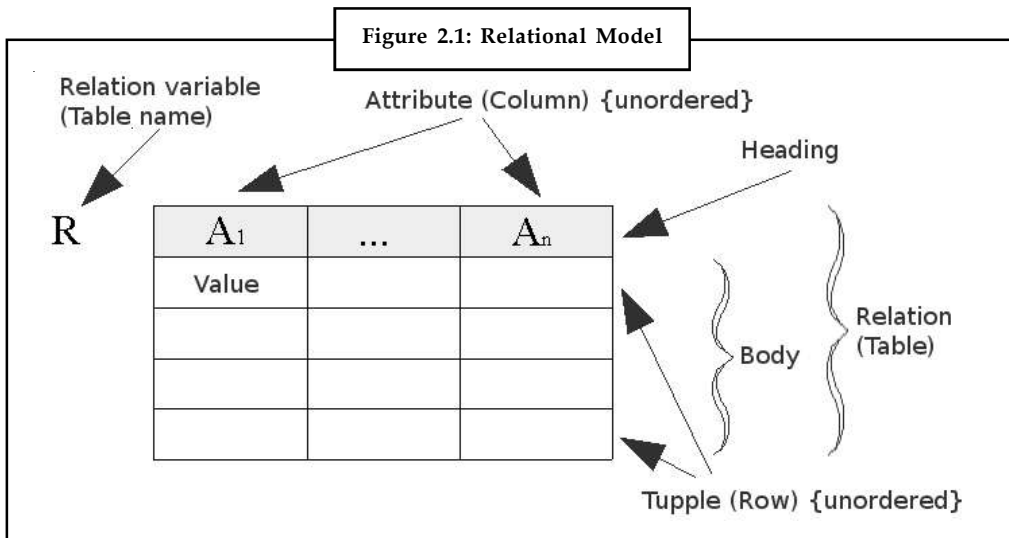 Figure 2.1: Relational Model
Relation variable
(Table name)
Attribute (Column) {unordered}
Heading
R
A1 ... An
Value
Body
Relation
(Table)
Tupple (Row) {unordered}